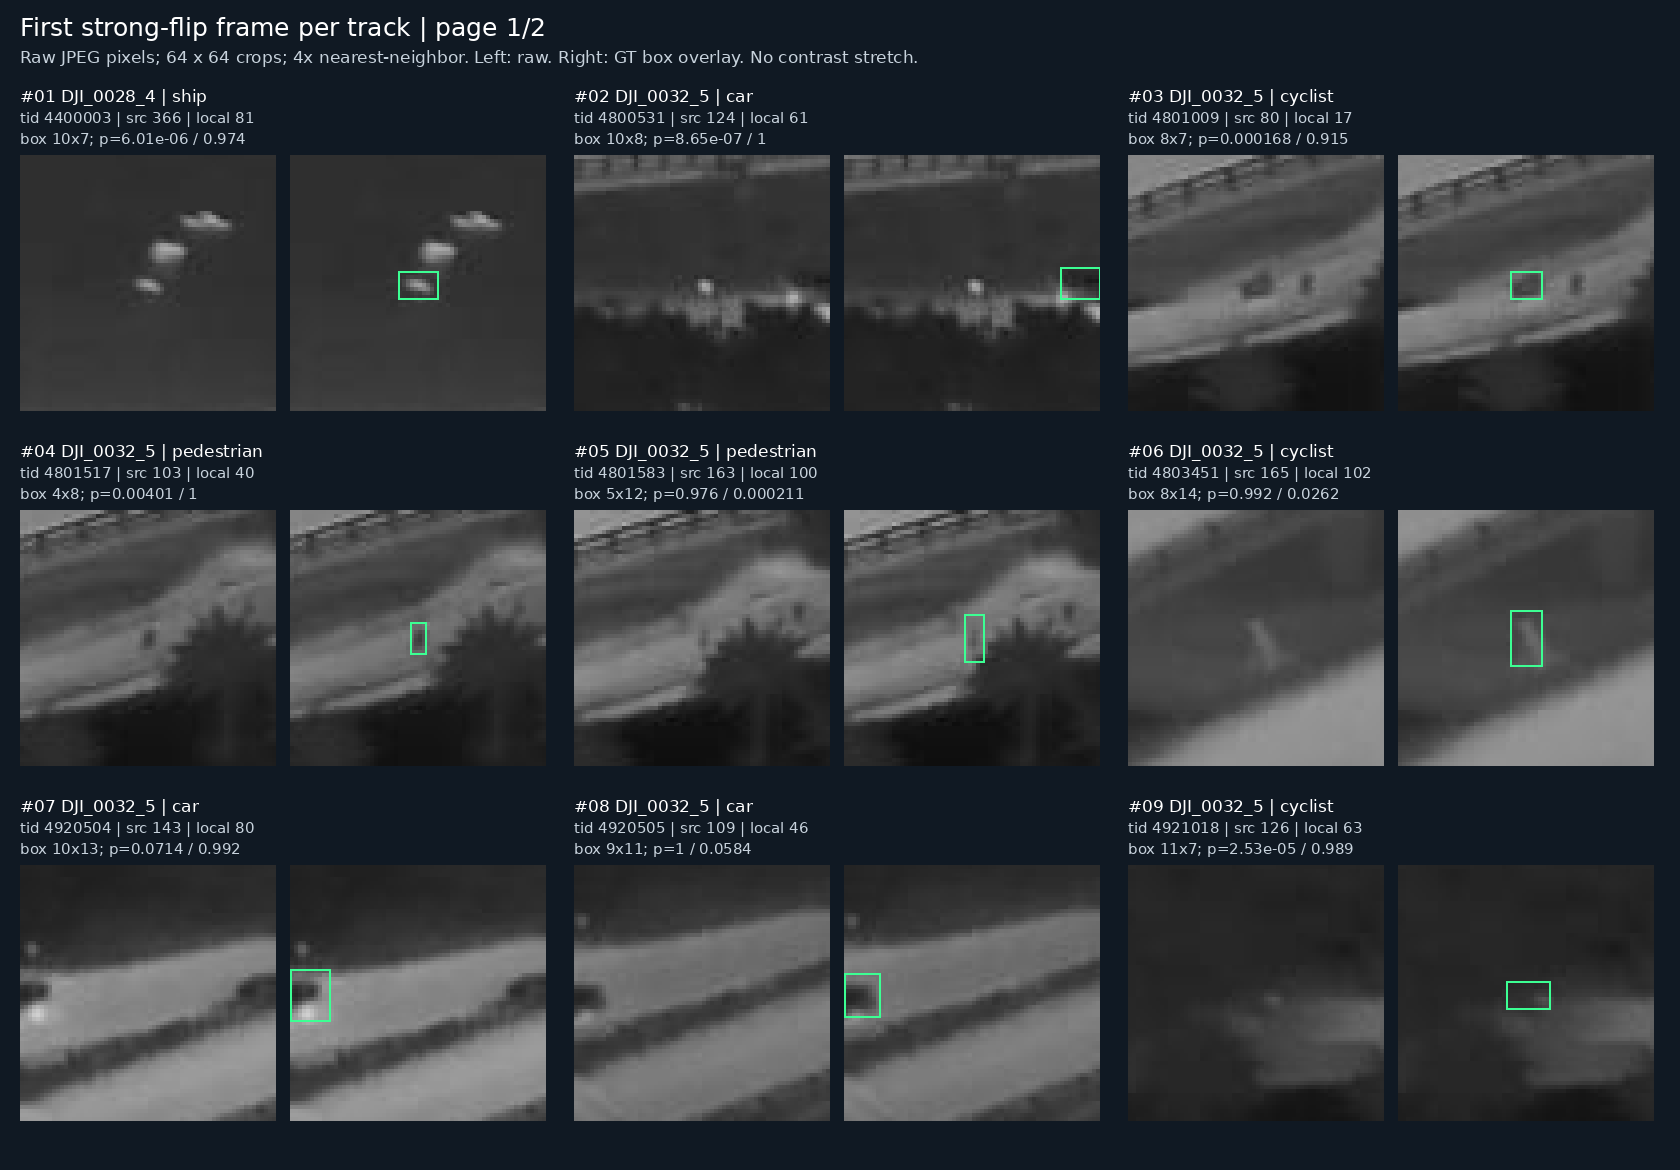 First strong-flip frame per track | page 1/2
Raw JPEG pixels; 64 x 64 crops; 4x nearest-neighbor. Left: raw. Right: GT box overlay. No contrast stretch.
#01 DJI_0028_4 | ship
tid 4400003 | src 366 | local 81
box 10x7; p=6.01e-06 / 0.974
#02 DJI_0032_5 | car
tid 4800531 | src 124 | local 61
box 10x8; p=8.65e-07 / 1
#03 DJI_0032_5 | cyclist
tid 4801009 | src 80 | local 17
box 8x7; p=0.000168 / 0.915
#04 DJI_0032_5 | pedestrian
tid 4801517 | src 103 | local 40
box 4x8; p=0.00401 / 1
#05 DJI_0032_5 | pedestrian
tid 4801583 | src 163 | local 100
box 5x12; p=0.976 / 0.000211
#06 DJI_0032_5 | cyclist
tid 4803451 | src 165 | local 102
box 8x14; p=0.992 / 0.0262
#07 DJI_0032_5 | car
tid 4920504 | src 143 | local 80
box 10x13; p=0.0714 / 0.992
#08 DJI_0032_5 | car
tid 4920505 | src 109 | local 46
box 9x11; p=1 / 0.0584
#09 DJI_0032_5 | cyclist
tid 4921018 | src 126 | local 63
box 11x7; p=2.53e-05 / 0.989